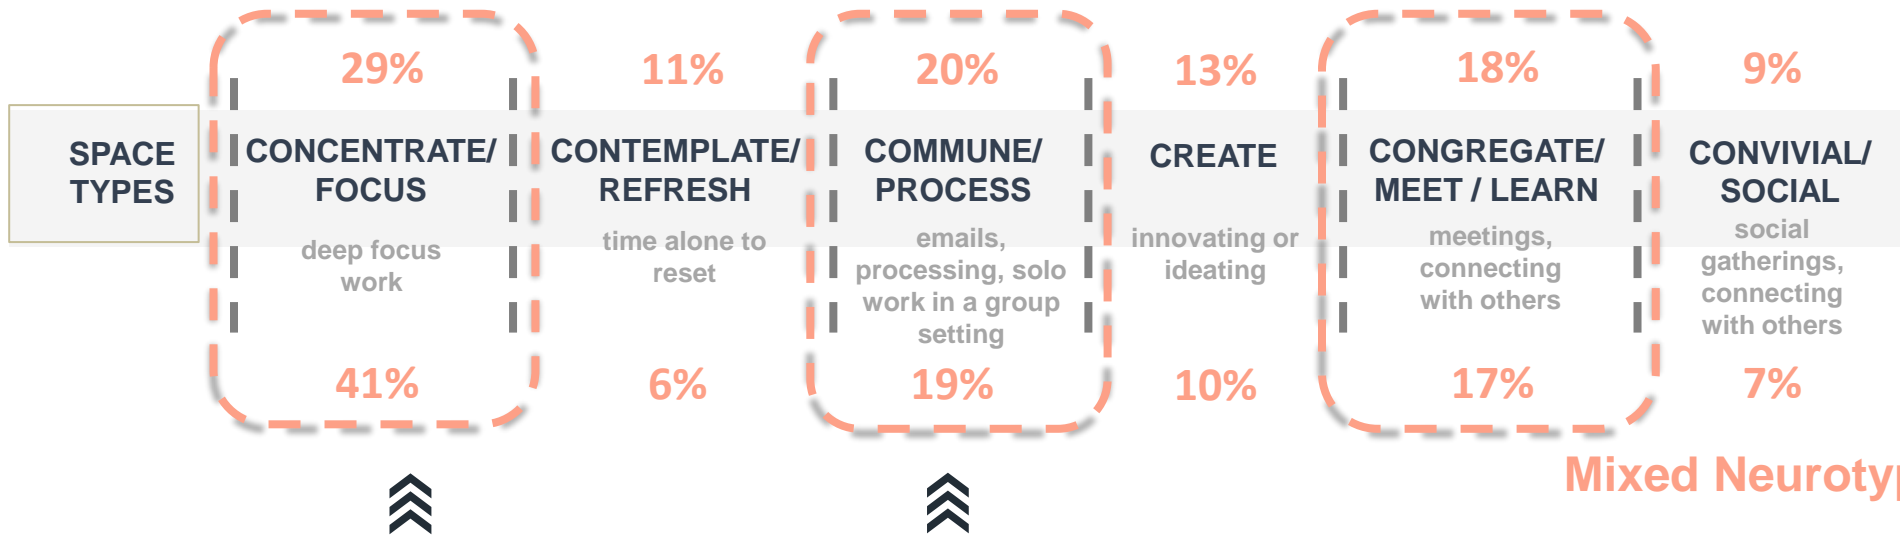 29%
11%
20%
13%
18%
9%
SPACE
TYPES
CONCENTRATE/
FOCUS
deep focus
work
CONTEMPLATE/
REFRESH
time alone to
reset
COMMUNE/
PROCESS
emails,
processing, solo
work in a group
setting
CREATE
innovating or
ideating
CONGREGATE/
MEET / LEARN
meetings,
connecting
with others
CONVIVIAL/
SOCIAL
social
gatherings,
connecting
with others
41%
6%
19%
10%
17%
7%
Mixed